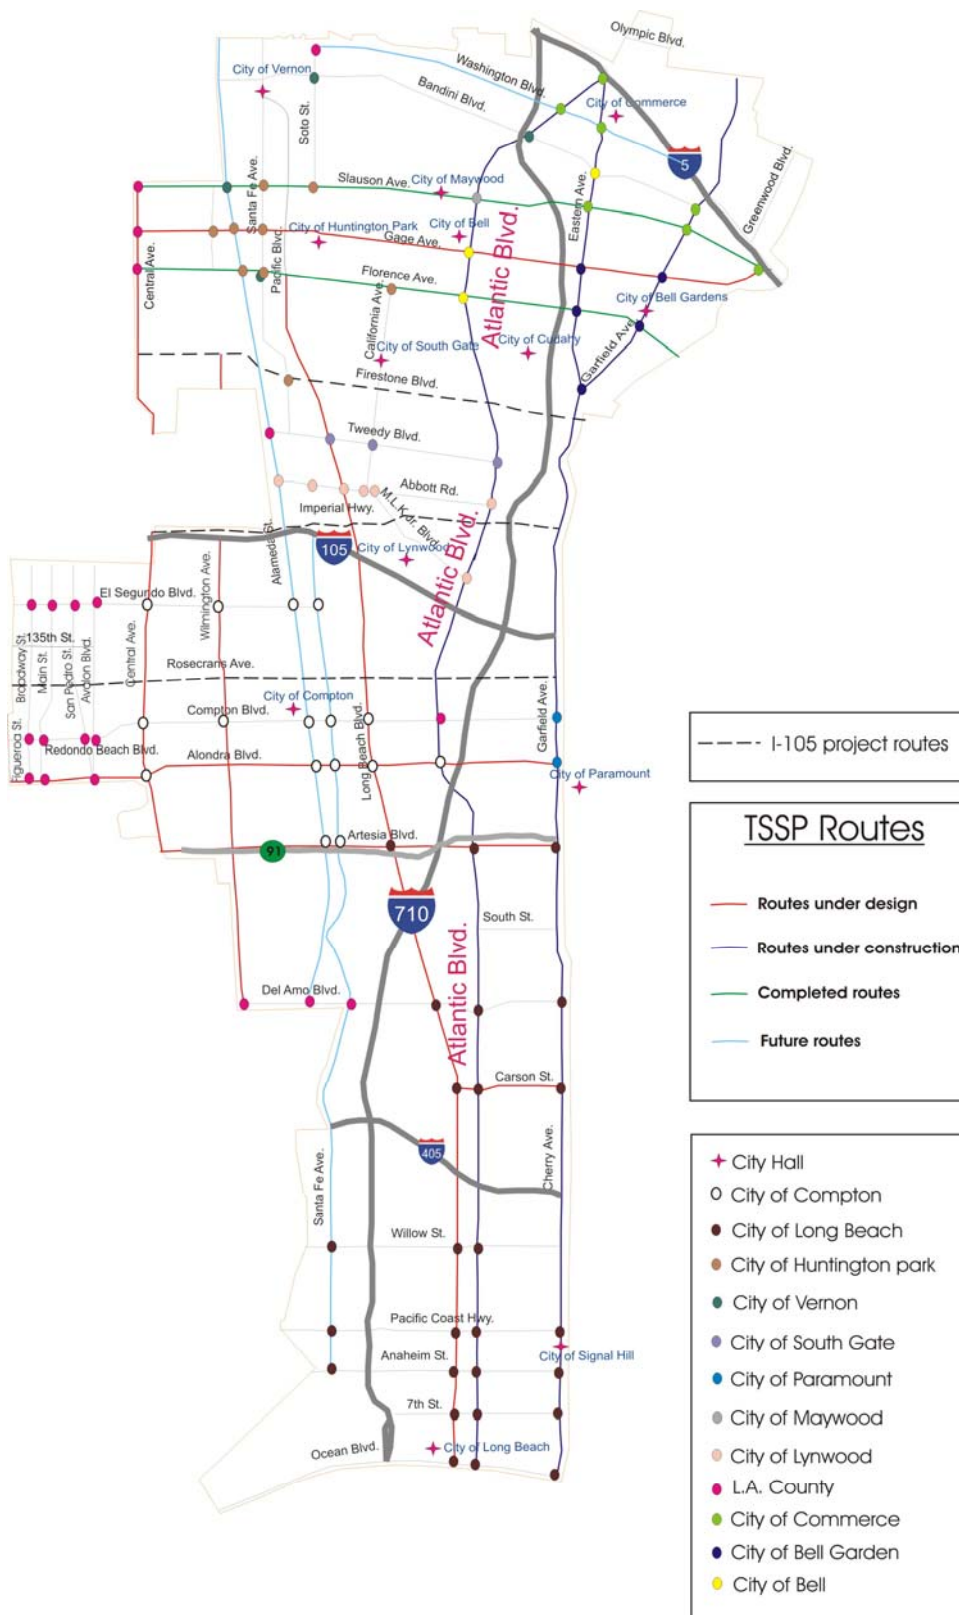 Olympic Blvd.
Washington Blvd.
City of Vernon
Bandini Blvd.
City of Commerce
Soto St.
5
Slauson Ave.
City of Maywood
Greenwood Blvd.
Santa Fe Ave.
Eastern Ave.
City of Huntington Park
City of Bell
Gage Ave.
Pacific Blvd.
Central Ave.
Florence Ave.
Atlantic Blvd.
City of Bell Gardens
California Ave.
City of South Gate
City of Cudahy
Garfield Ave.
Firestone Blvd.
Tweedy Blvd.
Abbott Rd.
Imperial Hwy.
M.L.K. Jr. Blvd.
Alameda St.
105
City of Lynwood
Atlantic Blvd.
El Segundo Blvd.
Wilmington Ave.
135th St.
Broadway St.
Main St.
San Pedro St.
Avalon Blvd.
Central Ave.
Rosecrans Ave.
City of Compton
Compton Blvd.
Garfield Ave.
Long Beach Blvd.
Figueroa St.
Redondo Beach Blvd.
Alondra Blvd.
City of Paramount
Artesia Blvd.
91
710
South St.
Atlantic Blvd.
Del Amo Blvd.
Carson St.
405
Cherry Ave.
Santa Fe Ave.
Willow St.
Pacific Coast Hwy.
Anaheim St.
City of Signal Hill
7th St.
Ocean Blvd.
City of Long Beach
I-105 project routes
TSSP Routes
Routes under design
Routes under construction
Completed routes
Future routes
City Hall
City of Compton
City of Long Beach
City of Huntington park
City of Vernon
City of South Gate
City of Paramount
City of Maywood
City of Lynwood
L.A. County
City of Commerce
City of Bell Garden
City of Bell